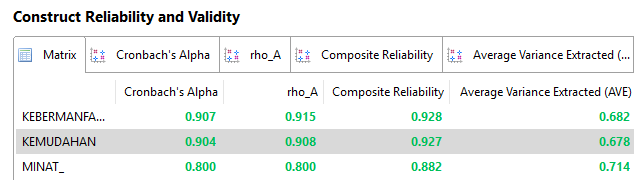 Construct Reliability and Validity
Matrix Cronbach's Alpha rho_A Composite Reliability Average Variance Extracted (...
Cronbach's Alpha rho_A Composite Reliability Average Variance Extracted (AVE)
KEBERMANFA... 0.907 0.915 0.928 0.682
KEMUDAHAN 0.904 0.908 0.927 0.678
MINAT_ 0.800 0.800 0.882 0.714